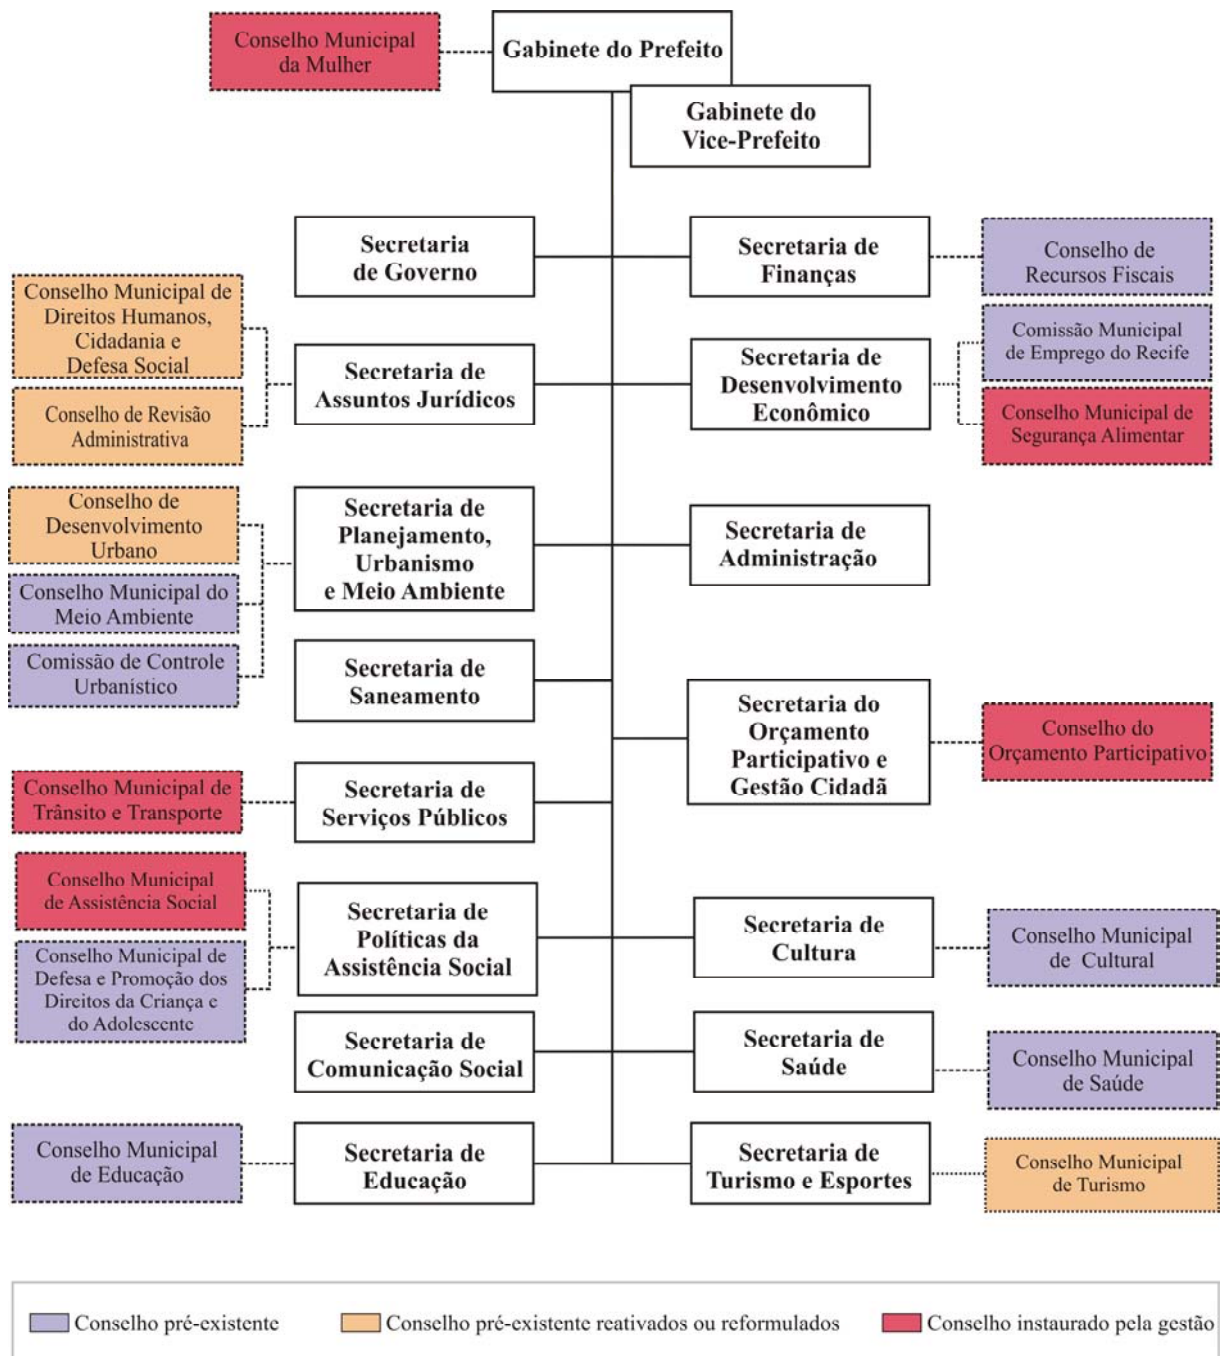 Conselho Municipal
da Mulher
Gabinete do Prefeito
Gabinete do
Vice-Prefeito
Secretaria
de Governo
Secretaria de
Finanças
Conselho de
Recursos Fiscais
Conselho Municipal de
Direitos Humanos,
Cidadania e
Defesa Social
Conselho de Revisão
Administrativa
Secretaria de
Assuntos Jurídicos
Secretaria de
Desenvolvimento
Econômico
Comissão Municipal
de Emprego do Recife
Conselho Municipal de
Segurança Alimentar
Conselho de
Desenvolvimento
Urbano
Conselho Municipal do
Meio Ambiente
Comissão de Controle
Urbanístico
Secretaria de
Planejamento,
Urbanismo
e Meio Ambiente
Secretaria de
Administração
Secretaria de
Saneamento
Secretaria do
Orçamento
Participativo e
Gestão Cidadã
Conselho do
Orçamento Participativo
Conselho Municipal de
Trânsito e Transporte
Secretaria de
Serviços Públicos
Conselho Municipal
de Assistência Social
Conselho Municipal de
Defesa e Promoção dos
Direitos da Criança e
do Adolescente
Secretaria de
Políticas da
Assistência Social
Secretaria de
Cultura
Conselho Municipal
de Cultural
Secretaria de
Comunicação Social
Secretaria de
Saúde
Conselho Municipal
de Saúde
Conselho Municipal
de Educação
Secretaria de
Educação
Secretaria de
Turismo e Esportes
Conselho Municipal
de Turismo
Conselho pré-existente
Conselho pré-existente reativados ou reformulados
Conselho instaurado pela gestão